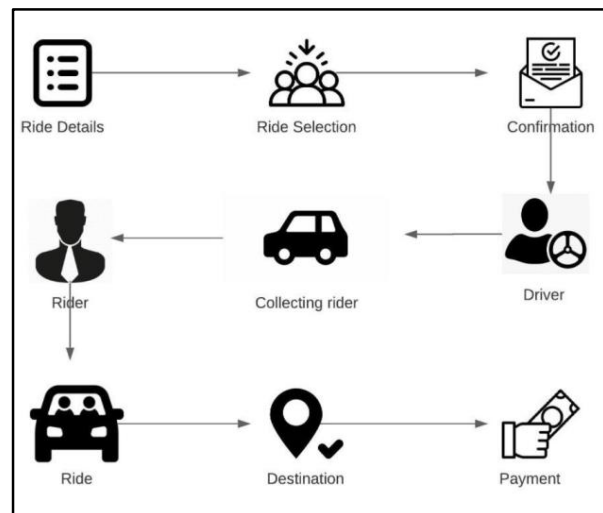 Ride Details
Ride Selection
Confirmation
Rider
Collecting rider
Driver
Ride
Destination
Payment